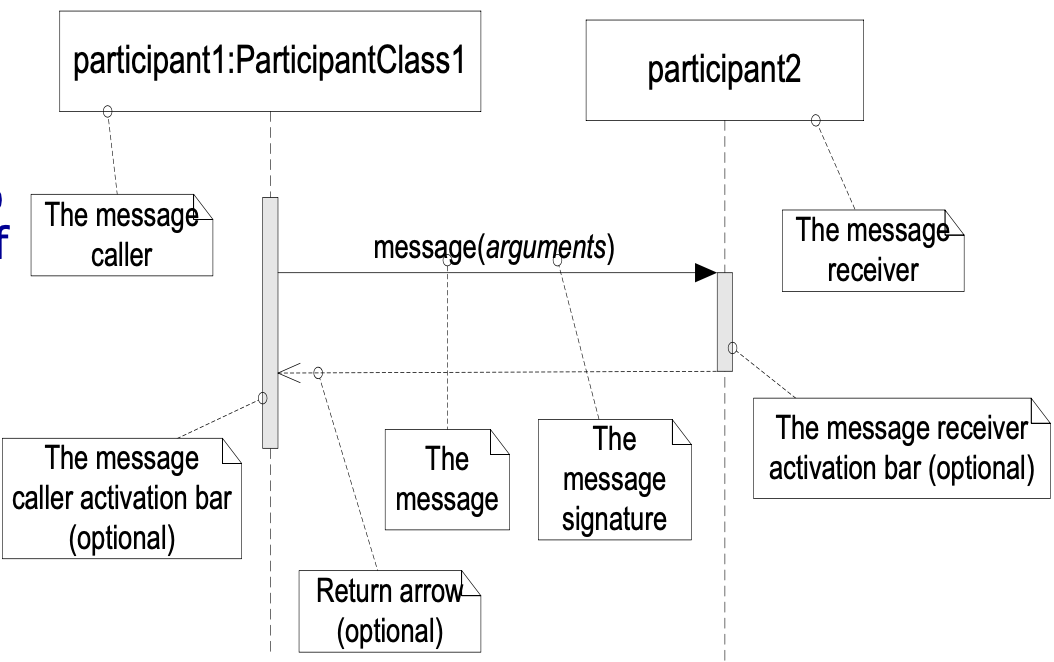 participant1:ParticipantClass1
participant2
The message
caller
The message
receiver
f
message(arguments)
The message
caller activation bar
(optional)
The
message
The
message
signature
The message receiver
activation bar (optional)
Return arrow
(optional)